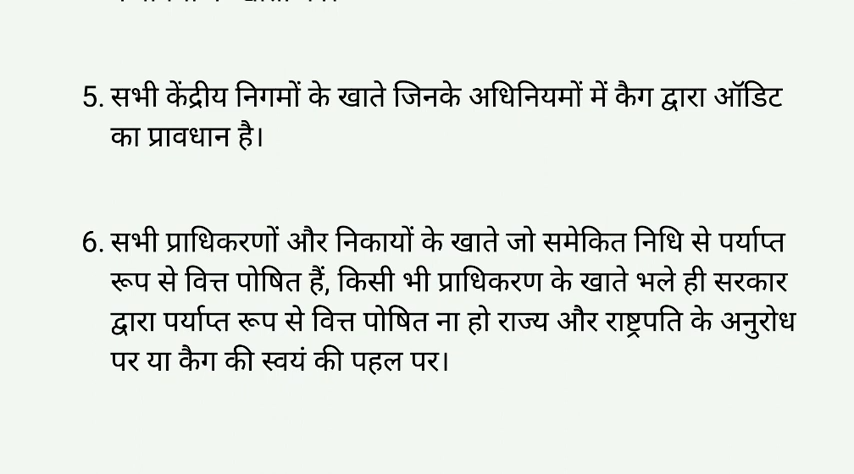 5. सभी केंद्रीय निगमों के खाते जिनके अधिनियमों में कैग द्वारा ऑडिट
का प्रावधान है।
6. सभी प्राधिकरणों और निकायों के खाते जो समेकित निधि से पर्याप्त
रूप से वित्त पोषित हैं, किसी भी प्राधिकरण के खाते भले ही सरकार
द्वारा पर्याप्त रूप से वित्त पोषित ना हो राज्य और राष्ट्रपति के अनुरोध
पर या कैग की स्वयं की पहल पर।